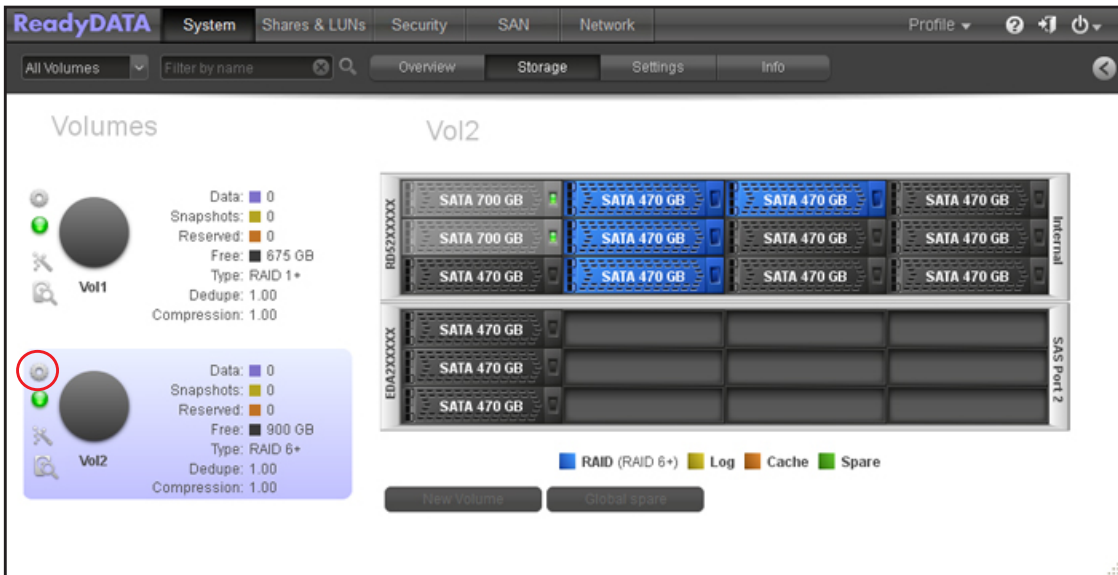 ReadyDATA System Shares & LUNs Security SAN Network Profile
All Volumes Filter by name Overview Storage Settings Info
Volumes
Vol2
Data: 0
Snapshots: 0
Reserved: 0
Free: 675 GB
Type: RAID 1+
Dedupe: 1.00
Compression: 1.00
Vol1
Data: 0
Snapshots: 0
Reserved: 0
Free: 900 GB
Type: RAID 6+
Dedupe: 1.00
Compression: 1.00
Vol2
RD52XXXXX
SATA 700 GB SATA 470 GB SATA 470 GB SATA 470 GB
SATA 700 GB SATA 470 GB SATA 470 GB SATA 470 GB
SATA 470 GB SATA 470 GB SATA 470 GB SATA 470 GB
Internal
EDA2XXXXX
SATA 470 GB
SATA 470 GB
SATA 470 GB
SAS Port 2
RAID (RAID 6+) Log Cache Spare
New Volume Global spare